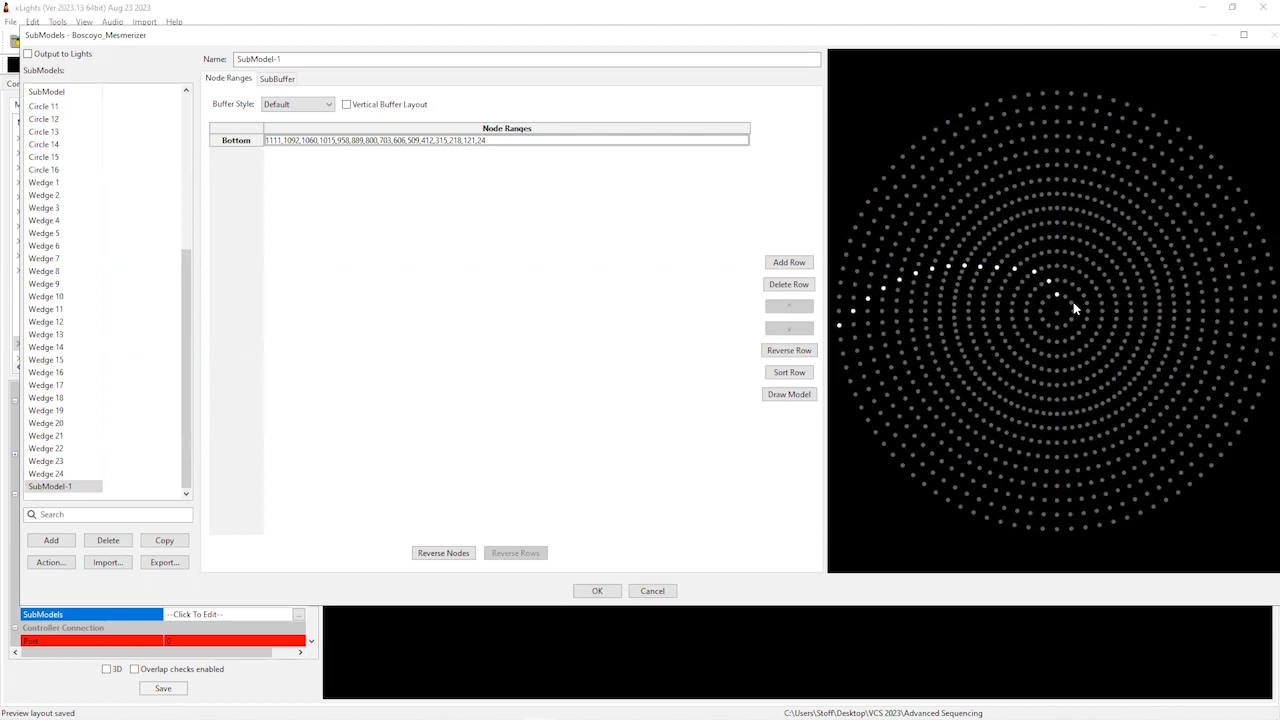 xLights (Ver 2023.13 64bit) Aug 23 2023
File Edit Tools View Audio Import Help
SubModels - Boscoyo_Mesmerizer
Output to Lights
SubModels:
SubModel
Circle 11
Circle 12
Circle 13
Circle 14
Circle 15
Circle 16
Wedge 1
Wedge 2
Wedge 3
Wedge 4
Wedge 5
Wedge 6
Wedge 7
Wedge 8
Wedge 9
Wedge 10
Wedge 11
Wedge 12
Wedge 13
Wedge 14
Wedge 15
Wedge 16
Wedge 17
Wedge 18
Wedge 19
Wedge 20
Wedge 21
Wedge 22
Wedge 23
Wedge 24
SubModel-1
Search
Add Delete Copy
Action... Import... Export...
Name: SubModel-1
Node Ranges SubBuffer
Buffer Style: Default Vertical Buffer Layout
Node Ranges
Bottom 1111,1092,1060,1015,958,889,800,703,606,509,412,315,218,121,24
Add Row
Delete Row
^
v
Reverse Row
Sort Row
Draw Model
Reverse Nodes Reverse Rows
OK Cancel
SubModels --Click To Edit-- ...
Controller Connection
Port 0
3D Overlap checks enabled
Save
Preview layout saved
C:\Users\Stoff\Desktop\VCS 2023\Advanced Sequencing